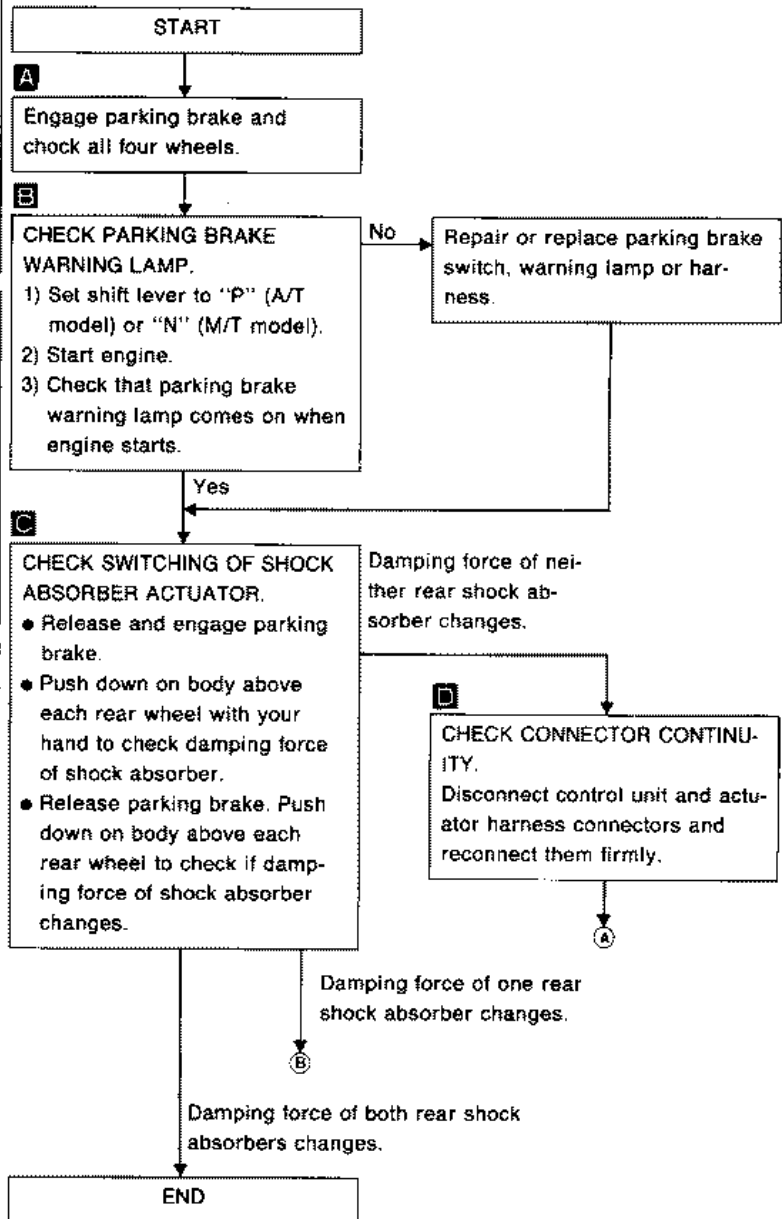 START
A
Engage parking brake and
chock all four wheels.
B
CHECK PARKING BRAKE
WARNING LAMP.
1) Set shift lever to "P" (A/T
model) or "N" (M/T model).
2) Start engine.
3) Check that parking brake
warning lamp comes on when
engine starts.
No
Repair or replace parking brake
switch, warning lamp or har-
ness.
Yes
C
CHECK SWITCHING OF SHOCK
ABSORBER ACTUATOR.
● Release and engage parking
brake.
● Push down on body above
each rear wheel with your
hand to check damping force
of shock absorber.
● Release parking brake. Push
down on body above each
rear wheel to check if damp-
ing force of shock absorber
changes.
Damping force of nei-
ther rear shock ab-
sorber changes.
D
CHECK CONNECTOR CONTINU-
ITY.
Disconnect control unit and actu-
ator harness connectors and
reconnect them firmly.
A
Damping force of one rear
shock absorber changes.
B
Damping force of both rear shock
absorbers changes.
END